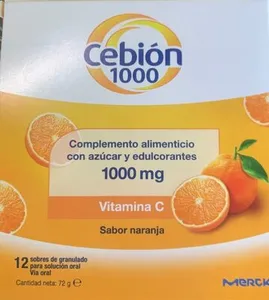 Cebión
1000
Complemento alimenticio
con azúcar y edulcorantes
1000 mg
Vitamina C
Sabor naranja
12 sobres de granulado
para solución oral
Vía oral
Cantidad neta: 72 g ℮
MERCK